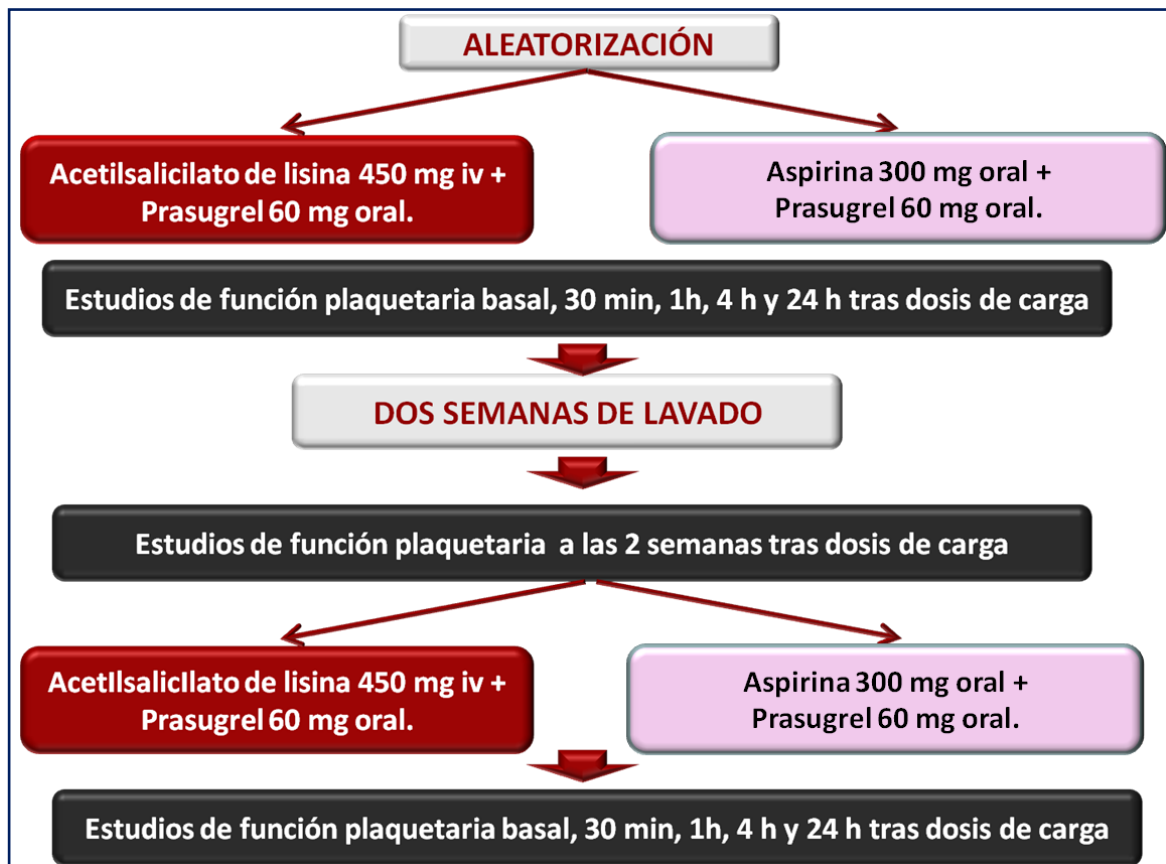 ALEATORIZACIÓN
Acetilsalicilato de lisina 450 mg iv +
Prasugrel 60 mg oral.
Aspirina 300 mg oral +
Prasugrel 60 mg oral.
Estudios de función plaquetaria basal, 30 min, 1h, 4 h y 24 h tras dosis de carga
DOS SEMANAS DE LAVADO
Estudios de función plaquetaria a las 2 semanas tras dosis de carga
AcetIlsalicIlato de lisina 450 mg iv +
Prasugrel 60 mg oral.
Aspirina 300 mg oral +
Prasugrel 60 mg oral.
Estudios de función plaquetaria basal, 30 min, 1h, 4 h y 24 h tras dosis de carga